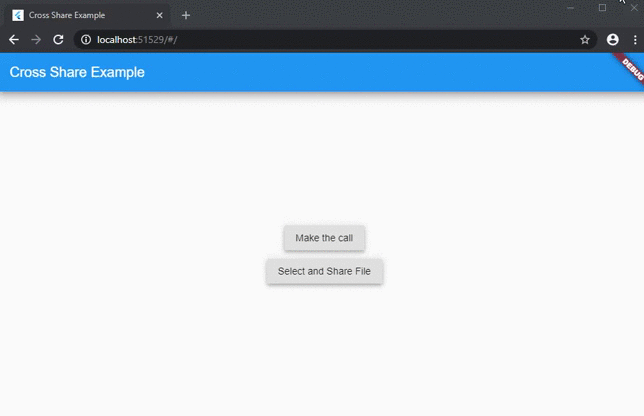 Cross Share Example
localhost:51529/#/
Cross Share Example
DEBUG
Make the call
Select and Share File